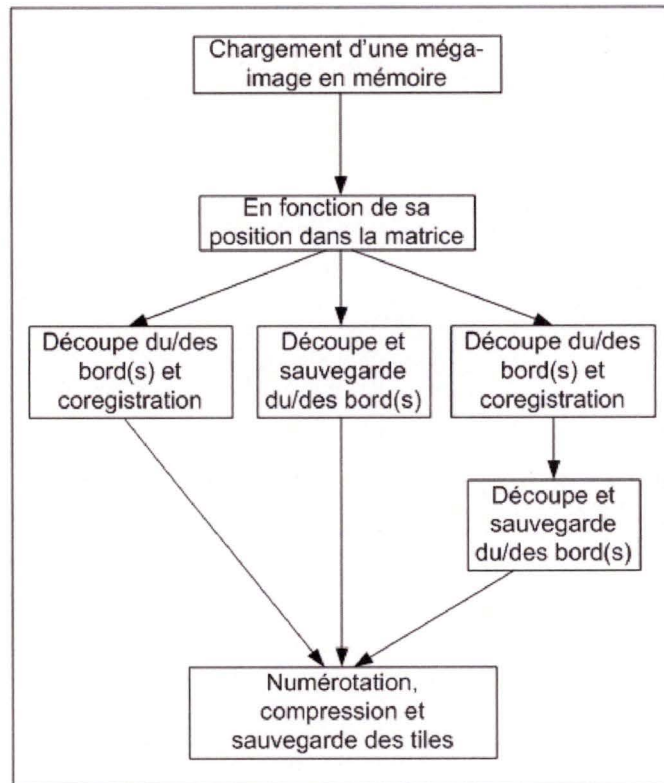 Chargement d'une méga-
image en mémoire
En fonction de sa
position dans la matrice
Découpe du/des
bord(s) et
coregistration
Découpe et
sauvegarde
du/des bord(s)
Découpe du/des
bord(s) et
coregistration
Découpe et
sauvegarde
du/des bord(s)
Numérotation,
compression et
sauvegarde des tiles